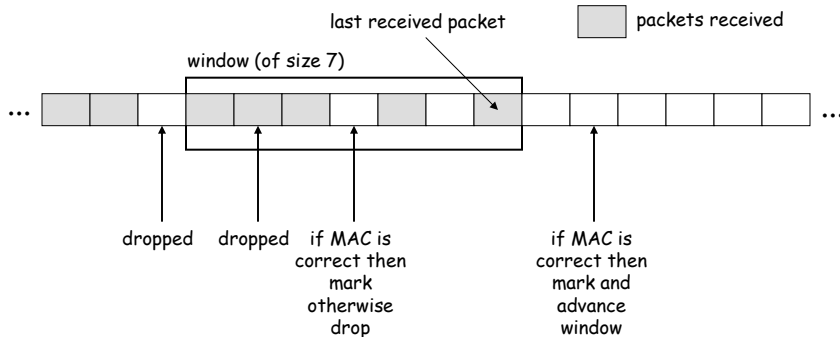 last received packet
packets received
window (of size 7)
...
...
dropped
dropped
if MAC is
correct then
mark
otherwise
drop
if MAC is
correct then
mark and
advance
window